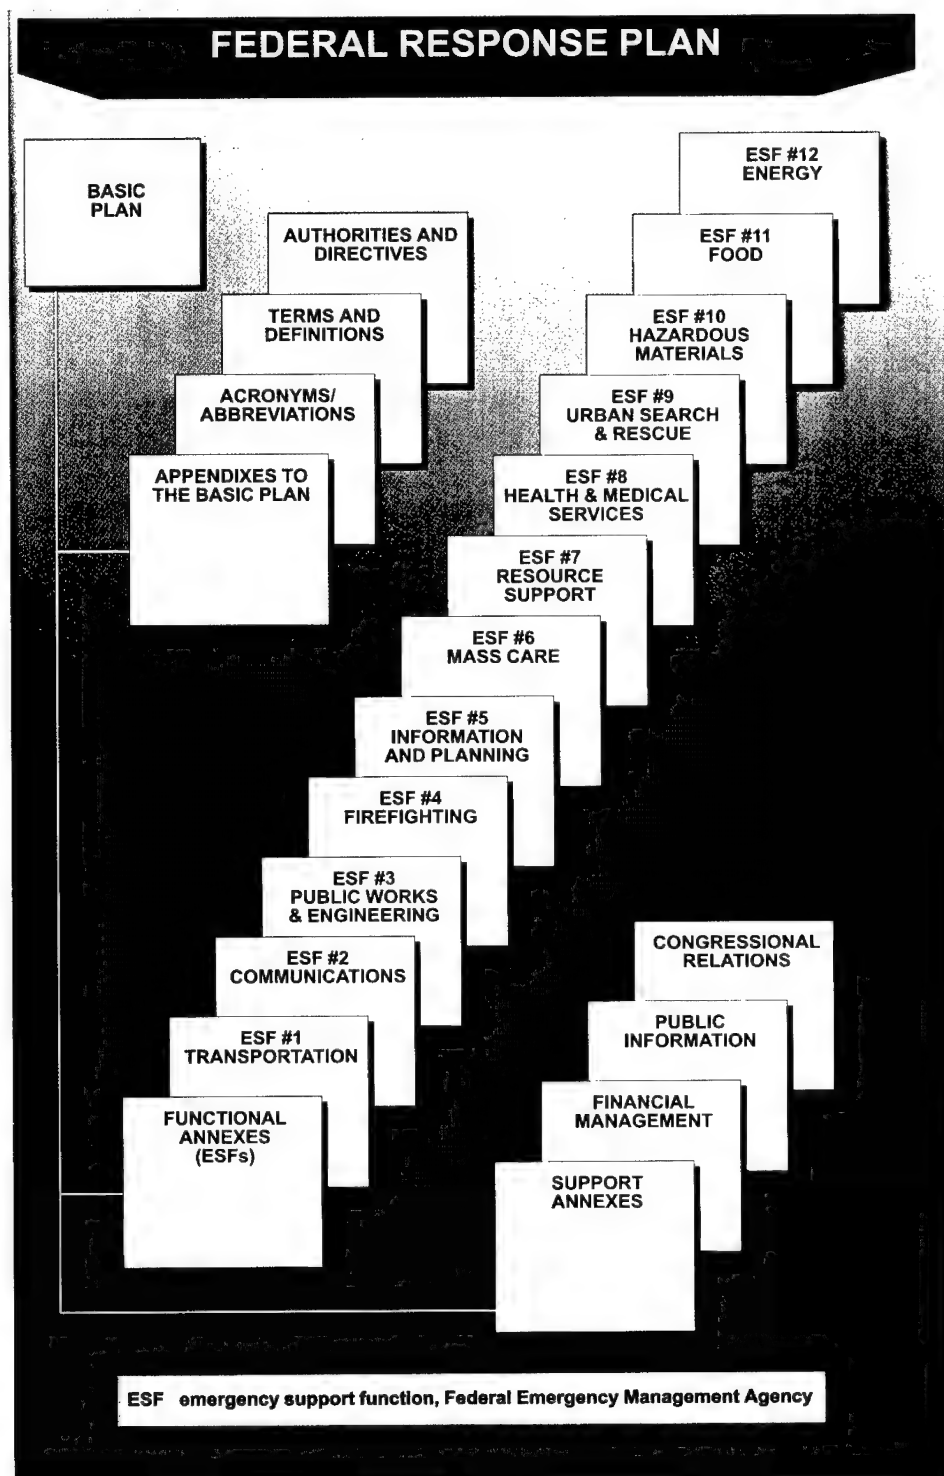 FEDERAL RESPONSE PLAN
BASIC
PLAN
AUTHORITIES AND
DIRECTIVES
TERMS AND
DEFINITIONS
ACRONYMS/
ABBREVIATIONS
APPENDIXES TO
THE BASIC PLAN
ESF #12
ENERGY
ESF #11
FOOD
ESF #10
HAZARDOUS
MATERIALS
ESF #9
URBAN SEARCH
& RESCUE
ESF #8
HEALTH & MEDICAL
SERVICES
ESF #7
RESOURCE
SUPPORT
ESF #6
MASS CARE
ESF #5
INFORMATION
AND PLANNING
ESF #4
FIREFIGHTING
ESF #3
PUBLIC WORKS
& ENGINEERING
ESF #2
COMMUNICATIONS
ESF #1
TRANSPORTATION
FUNCTIONAL
ANNEXES
(ESFs)
CONGRESSIONAL
RELATIONS
PUBLIC
INFORMATION
FINANCIAL
MANAGEMENT
SUPPORT
ANNEXES
ESF emergency support function, Federal Emergency Management Agency